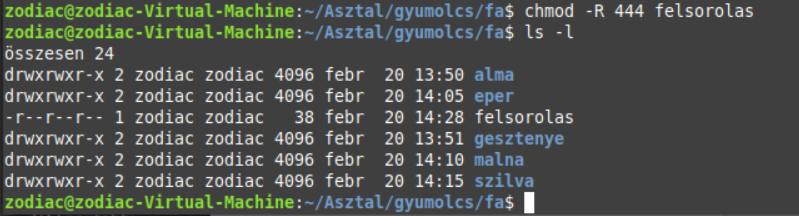 zodiac@zodiac-Virtual-Machine:~/Asztal/gyumolcs/fa$ chmod -R 444 felsorolas
zodiac@zodiac-Virtual-Machine:~/Asztal/gyumolcs/fa$ ls -l
összesen 24
drwxrwxr-x 2 zodiac zodiac 4096 febr  20 13:50 alma
drwxrwxr-x 2 zodiac zodiac 4096 febr  20 14:05 eper
-r--r--r-- 1 zodiac zodiac   38 febr  20 14:28 felsorolas
drwxrwxr-x 2 zodiac zodiac 4096 febr  20 13:51 gesztenye
drwxrwxr-x 2 zodiac zodiac 4096 febr  20 14:10 malna
drwxrwxr-x 2 zodiac zodiac 4096 febr  20 14:15 szilva
zodiac@zodiac-Virtual-Machine:~/Asztal/gyumolcs/fa$